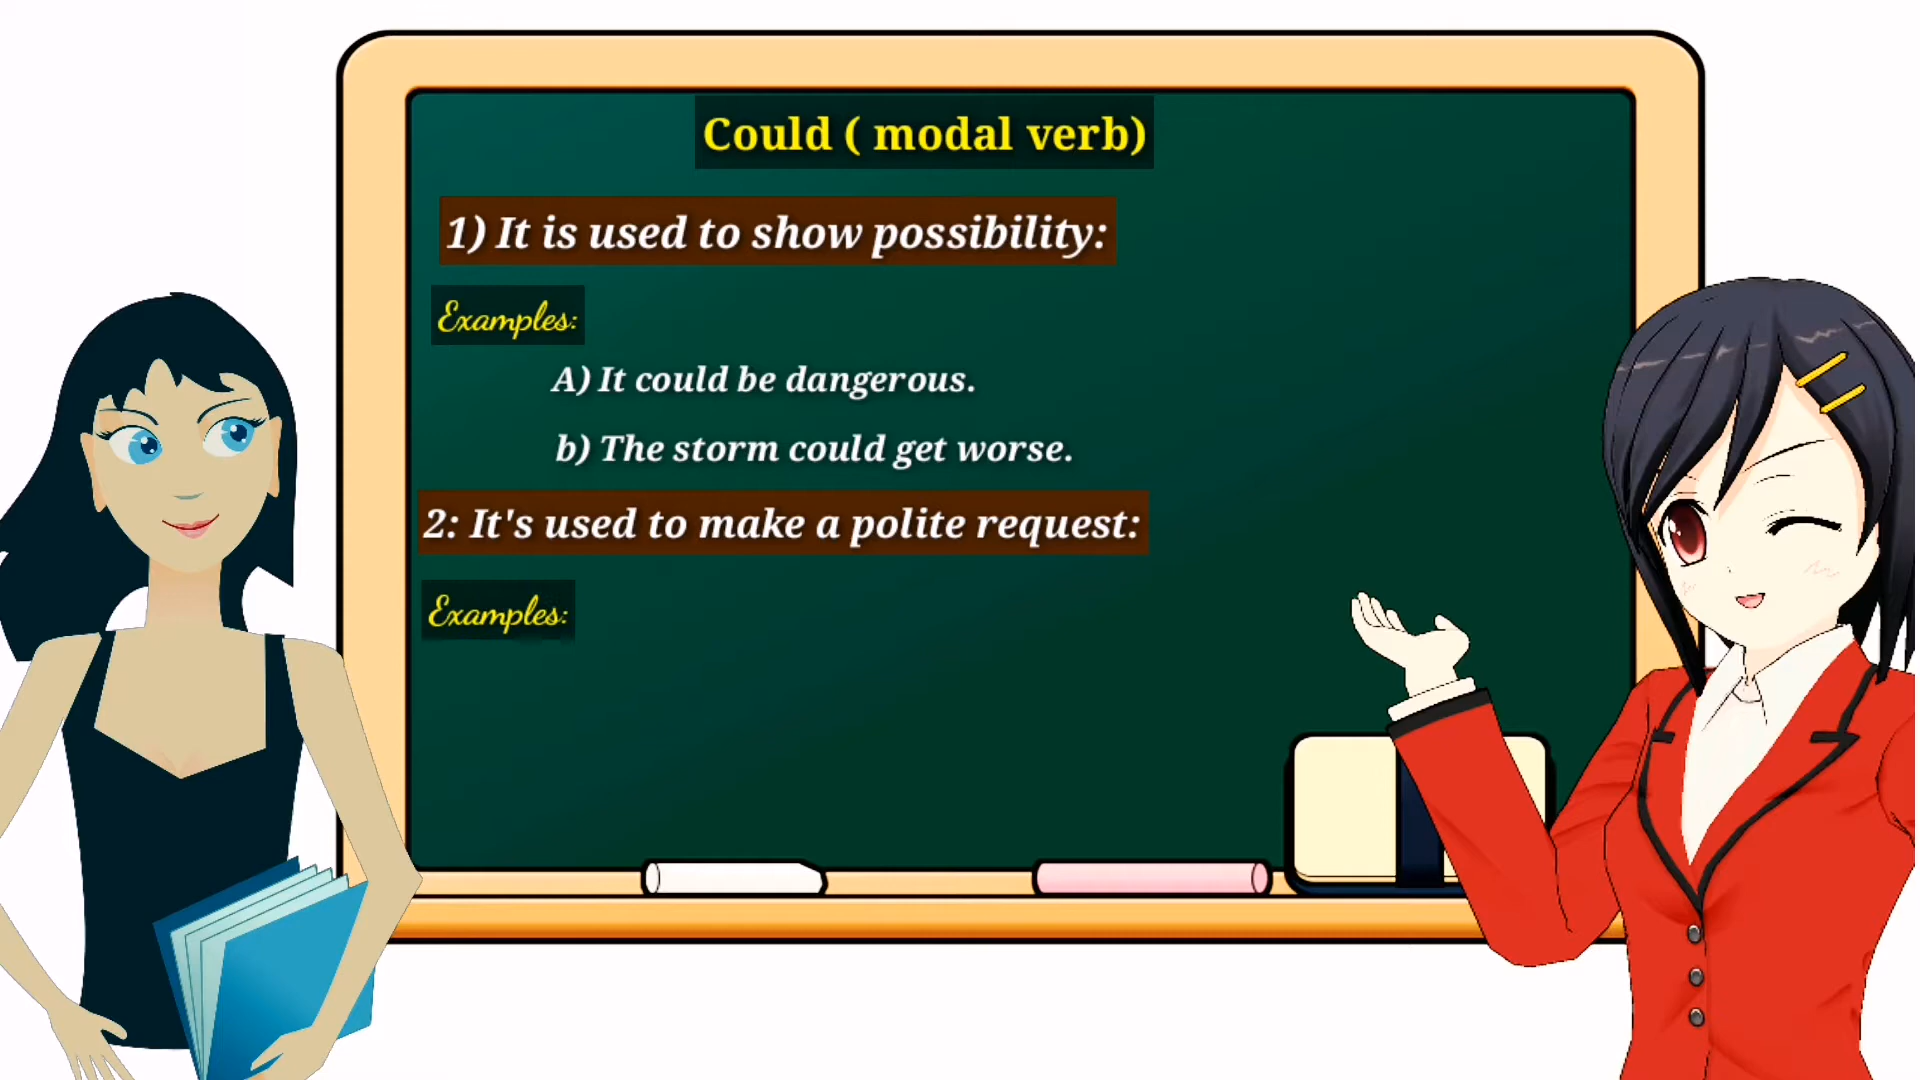 Could ( modal verb)
1) It is used to show possibility:
Examples:
A) It could be dangerous.
b) The storm could get worse.
2: It's used to make a polite request:
Examples: